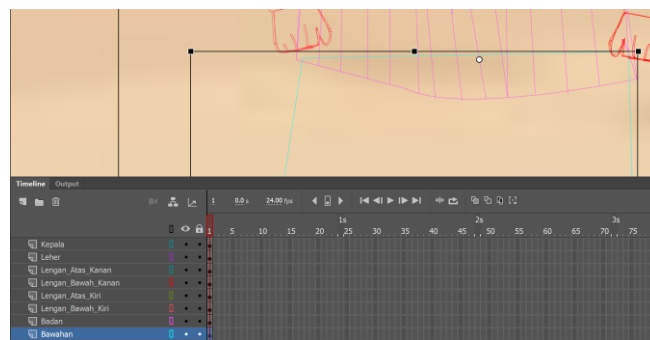 Timeline Output
1 0.0 s 24.00 fps
1s 2s 3s
1 5 10 15 20 25 30 35 40 45 50 55 60 65 70 75
Kepala
Leher
Lengan_Atas_Kanan
Lengan_Bawah_Kanan
Lengan_Atas_Kiri
Lengan_Bawah_Kiri
Badan
Bawahan